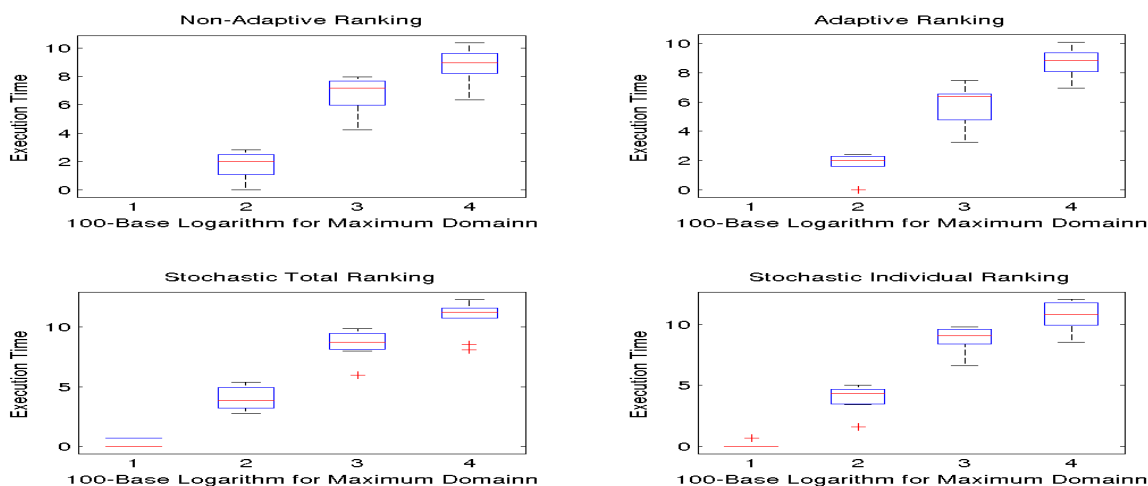 Non-Adaptive Ranking
Execution Time
10
8
6
4
2
0
1 2 3 4
100-Base Logarithm for Maximum Domainn
Adaptive Ranking
Execution Time
10
8
6
4
2
0
1 2 3 4
100-Base Logarithm for Maximum Domainn
Stochastic Total Ranking
Execution Time
10
5
0
1 2 3 4
100-Base Logarithm for Maximum Domainn
Stochastic Individual Ranking
Execution Time
10
5
0
1 2 3 4
100-Base Logarithm for Maximum Domainn